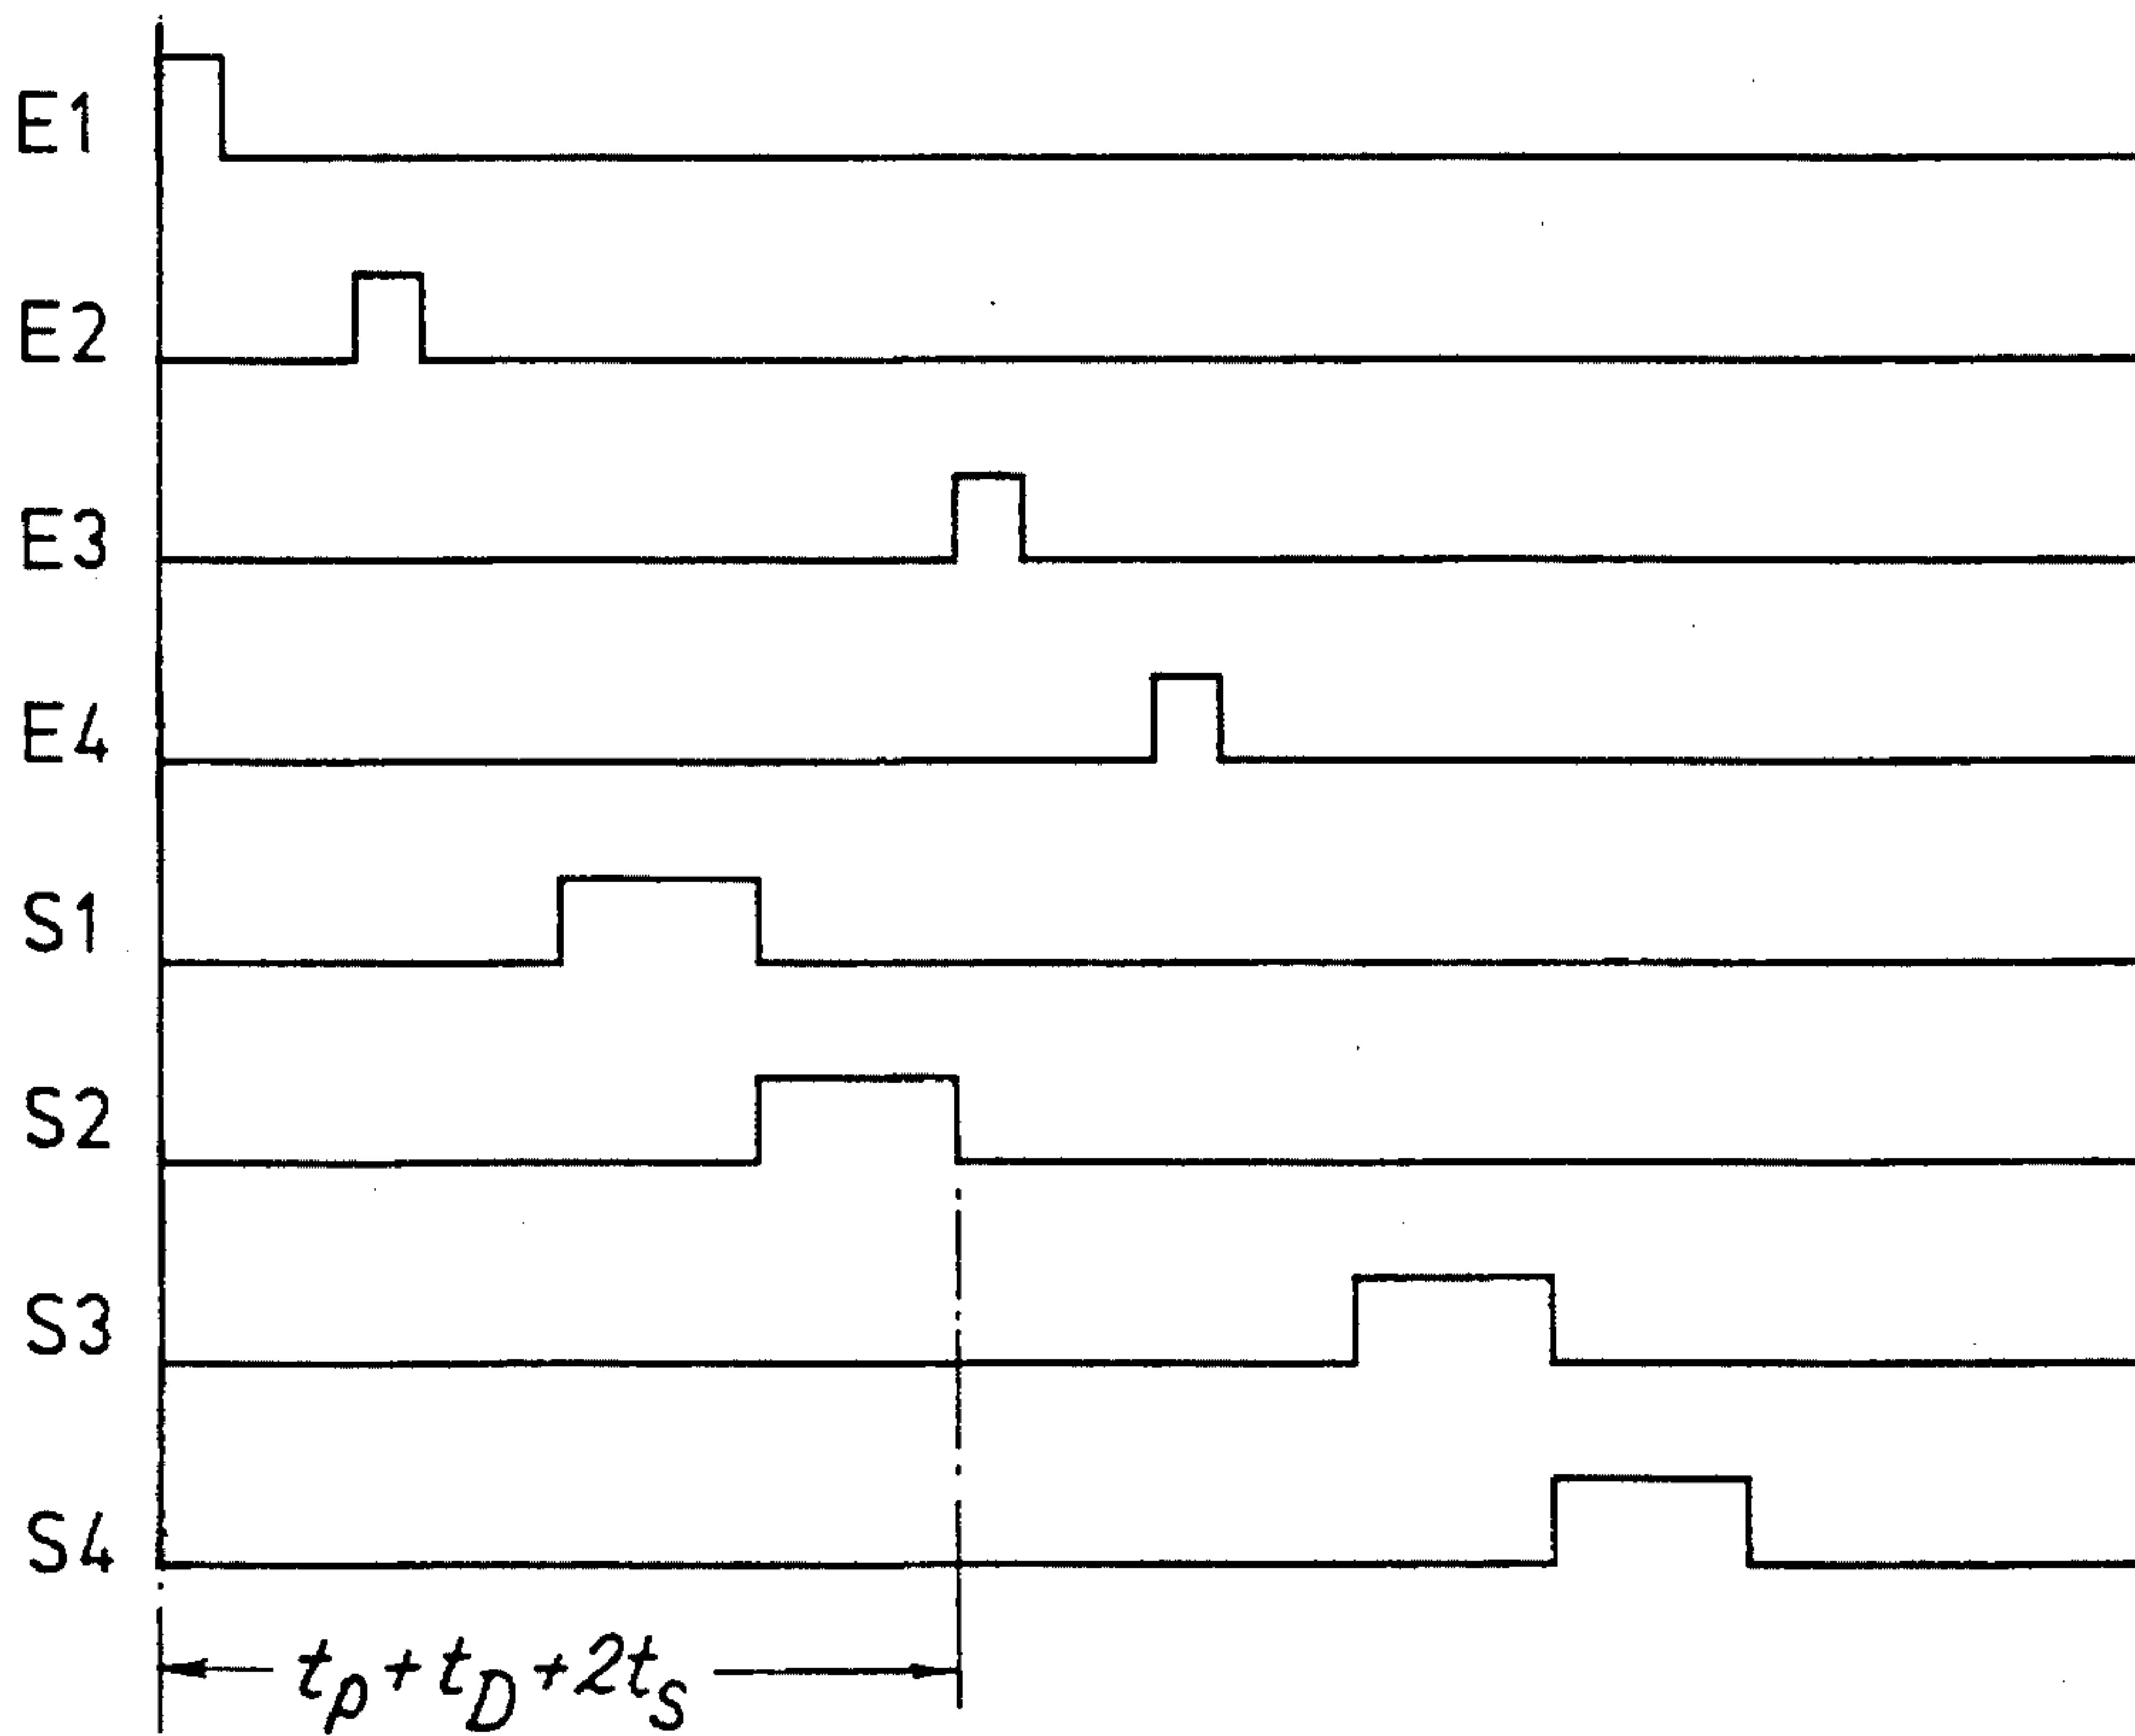 E1
E2
E3
E4
S1
S2
S3
S4
t_p+t_D+2t_S